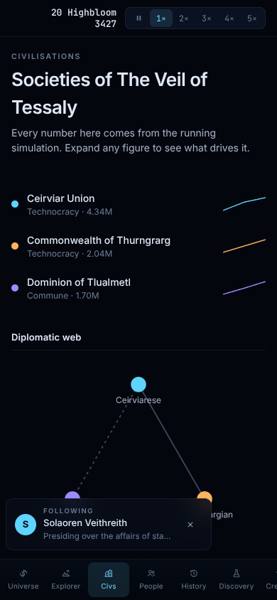 20 Highbloom
3427
1× 2× 3× 4× 5×
CIVILISATIONS
Societies of The Veil of
Tessaly
Every number here comes from the running
simulation. Expand any figure to see what drives it.
Ceirviar Union
Technocracy · 4.34M
Commonwealth of Thurngrarg
Technocracy · 2.04M
Dominion of Tlualmetl
Commune · 1.70M
Diplomatic web
Ceirviarese
argian
FOLLOWING
S
Solaoren Veithreith
×
Presiding over the affairs of sta…
Universe Explorer Civs People History Discovery Cre